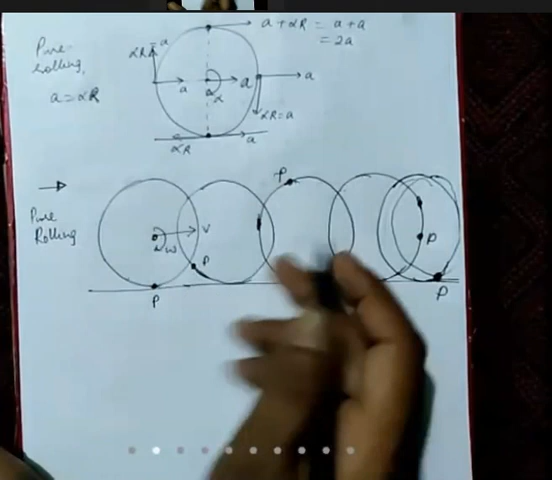 Pure
rolling,
a = αR
a + αR = a + a
= 2a
αR = a
a
a
a
α
a
αR = a
αR
a
Pure
Rolling
ω
V
P
P
P
P
P